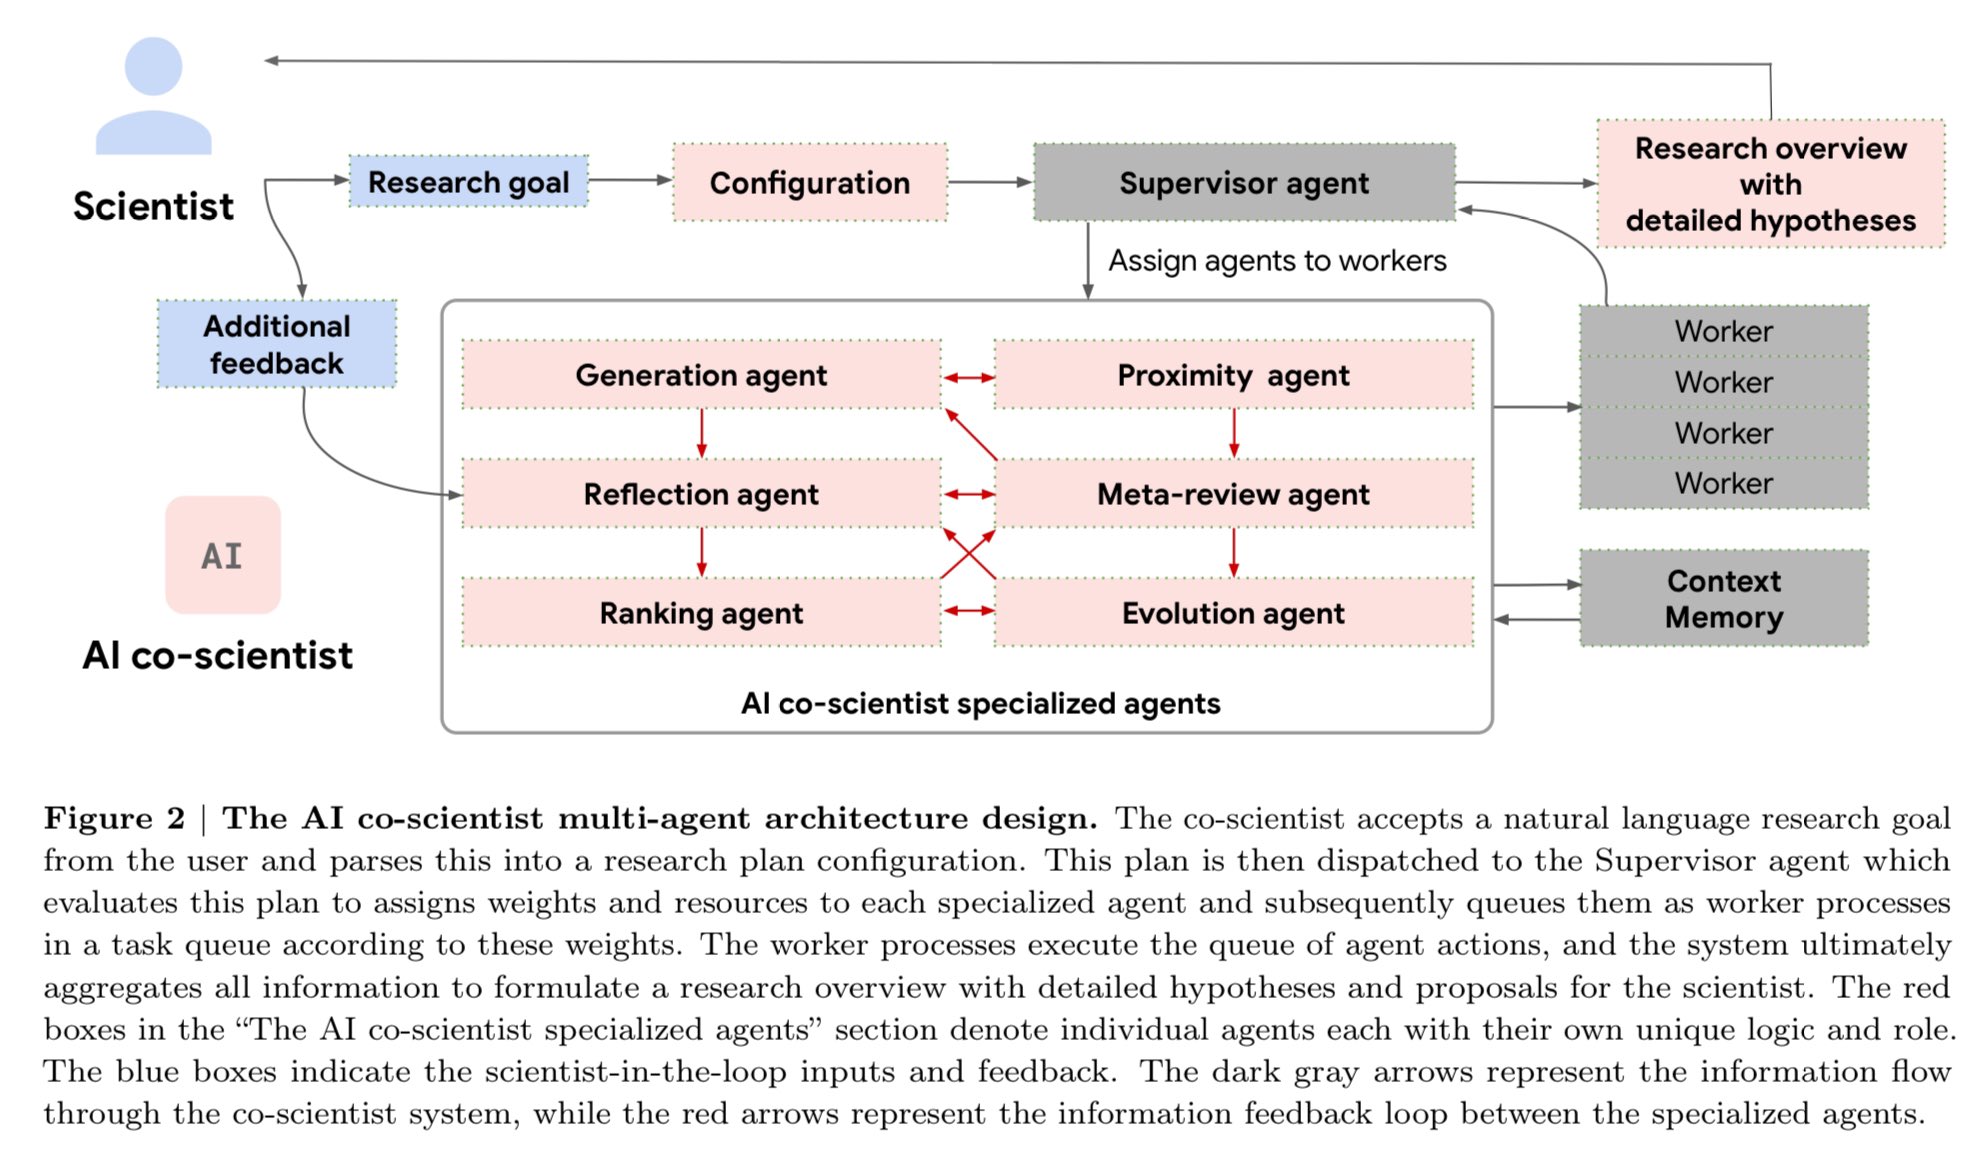 Scientist
Research goal
Configuration
Supervisor agent
Research overview
with
detailed hypotheses
Assign agents to workers
Additional
feedback
Generation agent
Proximity agent
Reflection agent
Meta-review agent
Ranking agent
Evolution agent
AI co-scientist specialized agents
Worker
Worker
Worker
Worker
Context
Memory
AI
AI co-scientist
Figure 2 | The AI co-scientist multi-agent architecture design. The co-scientist accepts a natural language research goal
from the user and parses this into a research plan configuration. This plan is then dispatched to the Supervisor agent which
evaluates this plan to assigns weights and resources to each specialized agent and subsequently queues them as worker processes
in a task queue according to these weights. The worker processes execute the queue of agent actions, and the system ultimately
aggregates all information to formulate a research overview with detailed hypotheses and proposals for the scientist. The red
boxes in the “The AI co-scientist specialized agents” section denote individual agents each with their own unique logic and role.
The blue boxes indicate the scientist-in-the-loop inputs and feedback. The dark gray arrows represent the information flow
through the co-scientist system, while the red arrows represent the information feedback loop between the specialized agents.